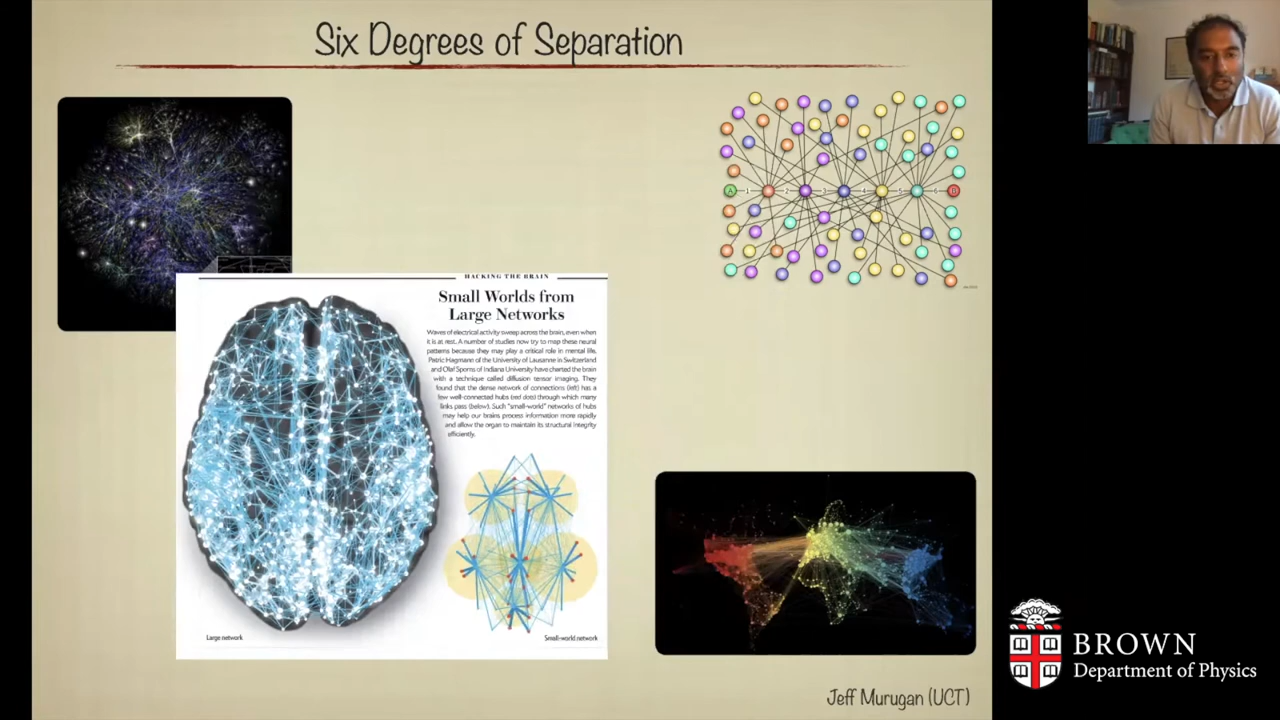 Six Degrees of Separation
A 1 2 3 4 5 6 B
HACKING THE BRAIN
Small Worlds from
Large Networks
Waves of electrical activity sweep across the brain, even when
it is at rest. A number of studies now try to map these neural
patterns because they may play a critical role in mental life.
Patric Hagmann of the University of Lausanne in Switzerland
and Olaf Sporns of Indiana University have charted the brain
with a technique called diffusion tensor imaging. They
found that the dense network of connections (left) has a
few well-connected hubs (red dots) through which many
links pass (below). Such "small-world" networks of hubs
may help our brains process information more rapidly
and allow the organ to maintain its structural integrity
efficiently.
Large network
Small-world network
Jeff Murugan (UCT)
BROWN
Department of Physics